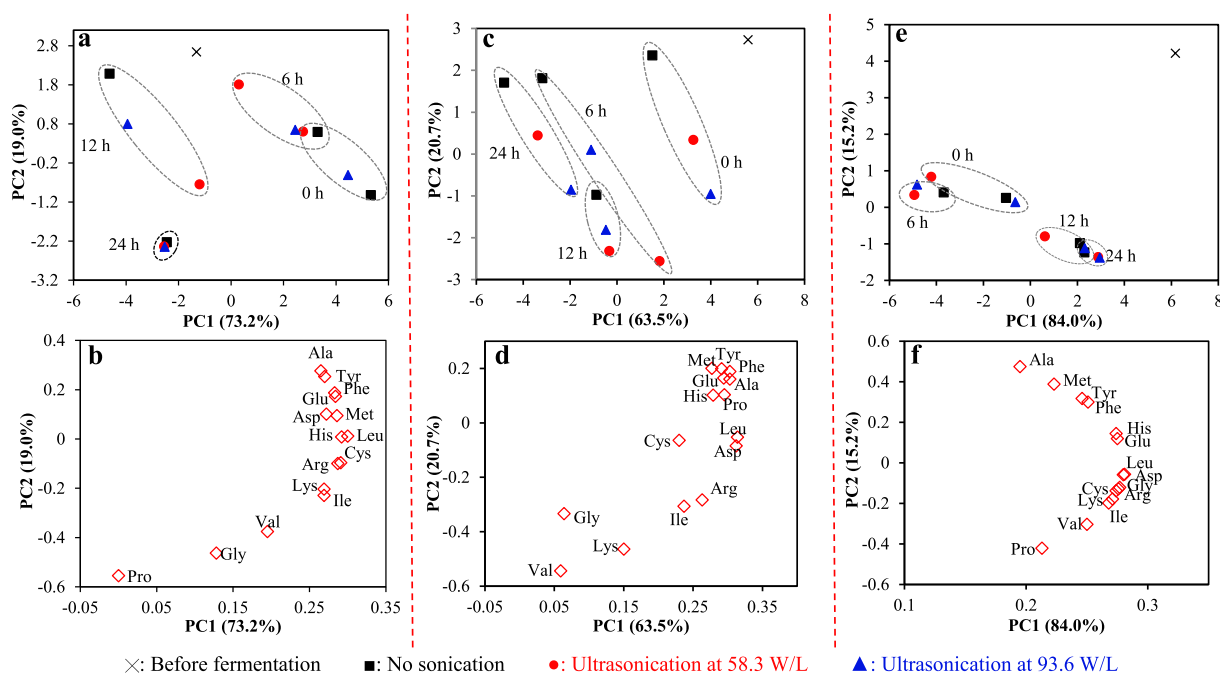 a
2.8
1.8
0.8
-0.2
-1.2
-2.2
-3.2
PC2 (19.0%)
6 h
12 h
0 h
24 h
-6 -4 -2 0 2 4 6
PC1 (73.2%)
c
3
2
1
0
-1
-2
-3
PC2 (20.7%)
6 h
24 h
0 h
12 h
-6 -4 -2 0 2 4 6 8
PC1 (63.5%)
e
5
4
3
2
1
0
-1
-2
PC2 (15.2%)
0 h
6 h
12 h
24 h
-6 -4 -2 0 2 4 6 8
PC1 (84.0%)
b
0.4
0.2
0
-0.2
-0.4
-0.6
PC2 (19.0%)
Ala
Tyr
Phe
Glu
Asp Met
His Leu
Cys
Arg
Lys
Ile
Val
Gly
Pro
-0.05 0.05 0.15 0.25 0.35
PC1 (73.2%)
d
0.4
0.2
0
-0.2
-0.4
-0.6
PC2 (20.7%)
Met Tyr
Phe
Glu Ala
His Pro
Leu
Cys
Asp
Arg
Gly Ile
Lys
Val
-0.05 0.05 0.15 0.25 0.35
PC1 (63.5%)
f
0.6
0.4
0.2
0
-0.2
-0.4
-0.6
PC2 (15.2%)
Ala
Met
Tyr
Phe
His
Glu
Leu
Asp
Cys Gly
Lys Arg
Ile
Val
Pro
0.1 0.2 0.3
PC1 (84.0%)
: Before fermentation : No sonication : Ultrasonication at 58.3 W/L : Ultrasonication at 93.6 W/L